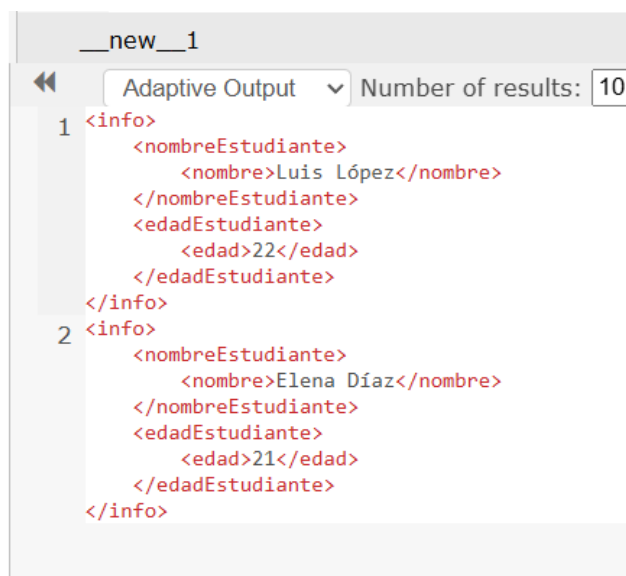 __new__1
Adaptive Output Number of results: 10
1 <info>
<nombreEstudiante>
<nombre>Luis López</nombre>
</nombreEstudiante>
<edadEstudiante>
<edad>22</edad>
</edadEstudiante>
</info>
2 <info>
<nombreEstudiante>
<nombre>Elena Díaz</nombre>
</nombreEstudiante>
<edadEstudiante>
<edad>21</edad>
</edadEstudiante>
</info>